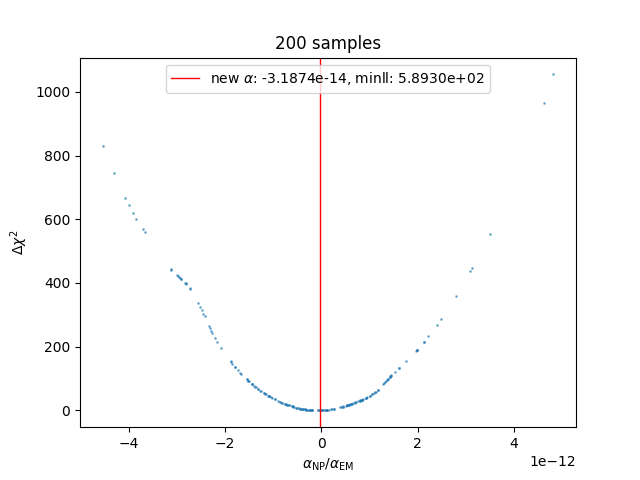 200 samples
new α: -3.1874e-14, minll: 5.8930e+02
1000
800
600
400
200
0
Δχ²
−4
−2
0
2
4
1e−12
α_NP/α_EM